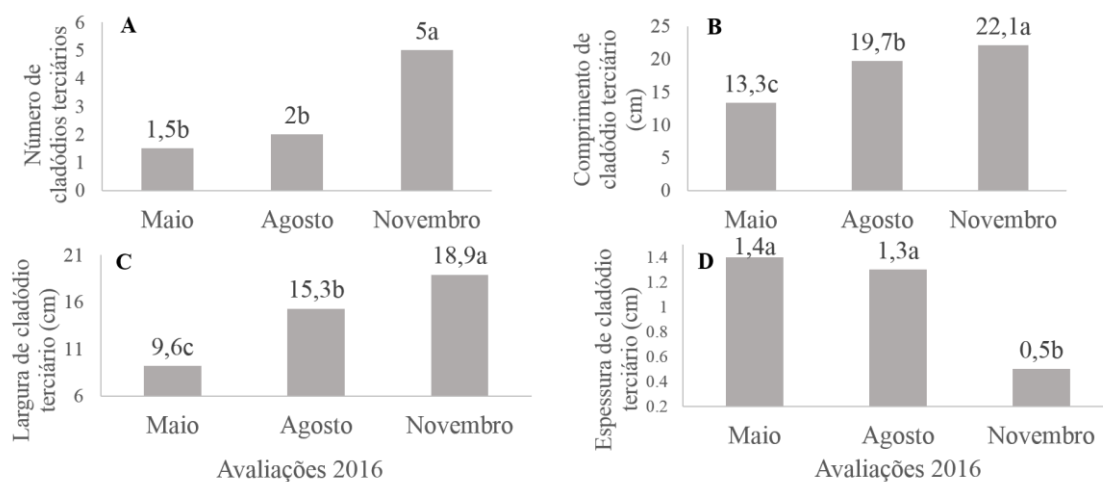 A
Número de
cladódios terciários
6
5
4
3
2
1
0
1,5b
2b
5a
Maio
Agosto
Novembro
B
Comprimento de
cladódio terciário
(cm)
25
20
15
10
5
0
13,3c
19,7b
22,1a
Maio
Agosto
Novembro
C
Largura de cladódio
terciário (cm)
21
16
11
6
9,6c
15,3b
18,9a
Maio
Agosto
Novembro
Avaliações 2016
D
Espessura de cladódio
terciário (cm)
1.4
1.2
1
0.8
0.6
0.4
0.2
1,4a
1,3a
0,5b
Maio
Agosto
Novembro
Avaliações 2016